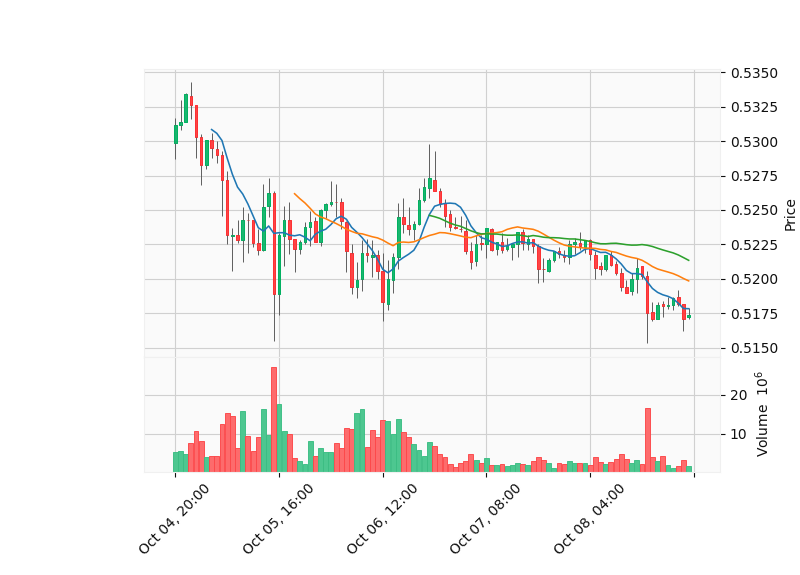 0.5350
0.5325
0.5300
0.5275
0.5250
0.5225
0.5200
0.5175
0.5150
Price
20
10
Volume 10^6
Oct 04, 20:00
Oct 05, 16:00
Oct 06, 12:00
Oct 07, 08:00
Oct 08, 04:00